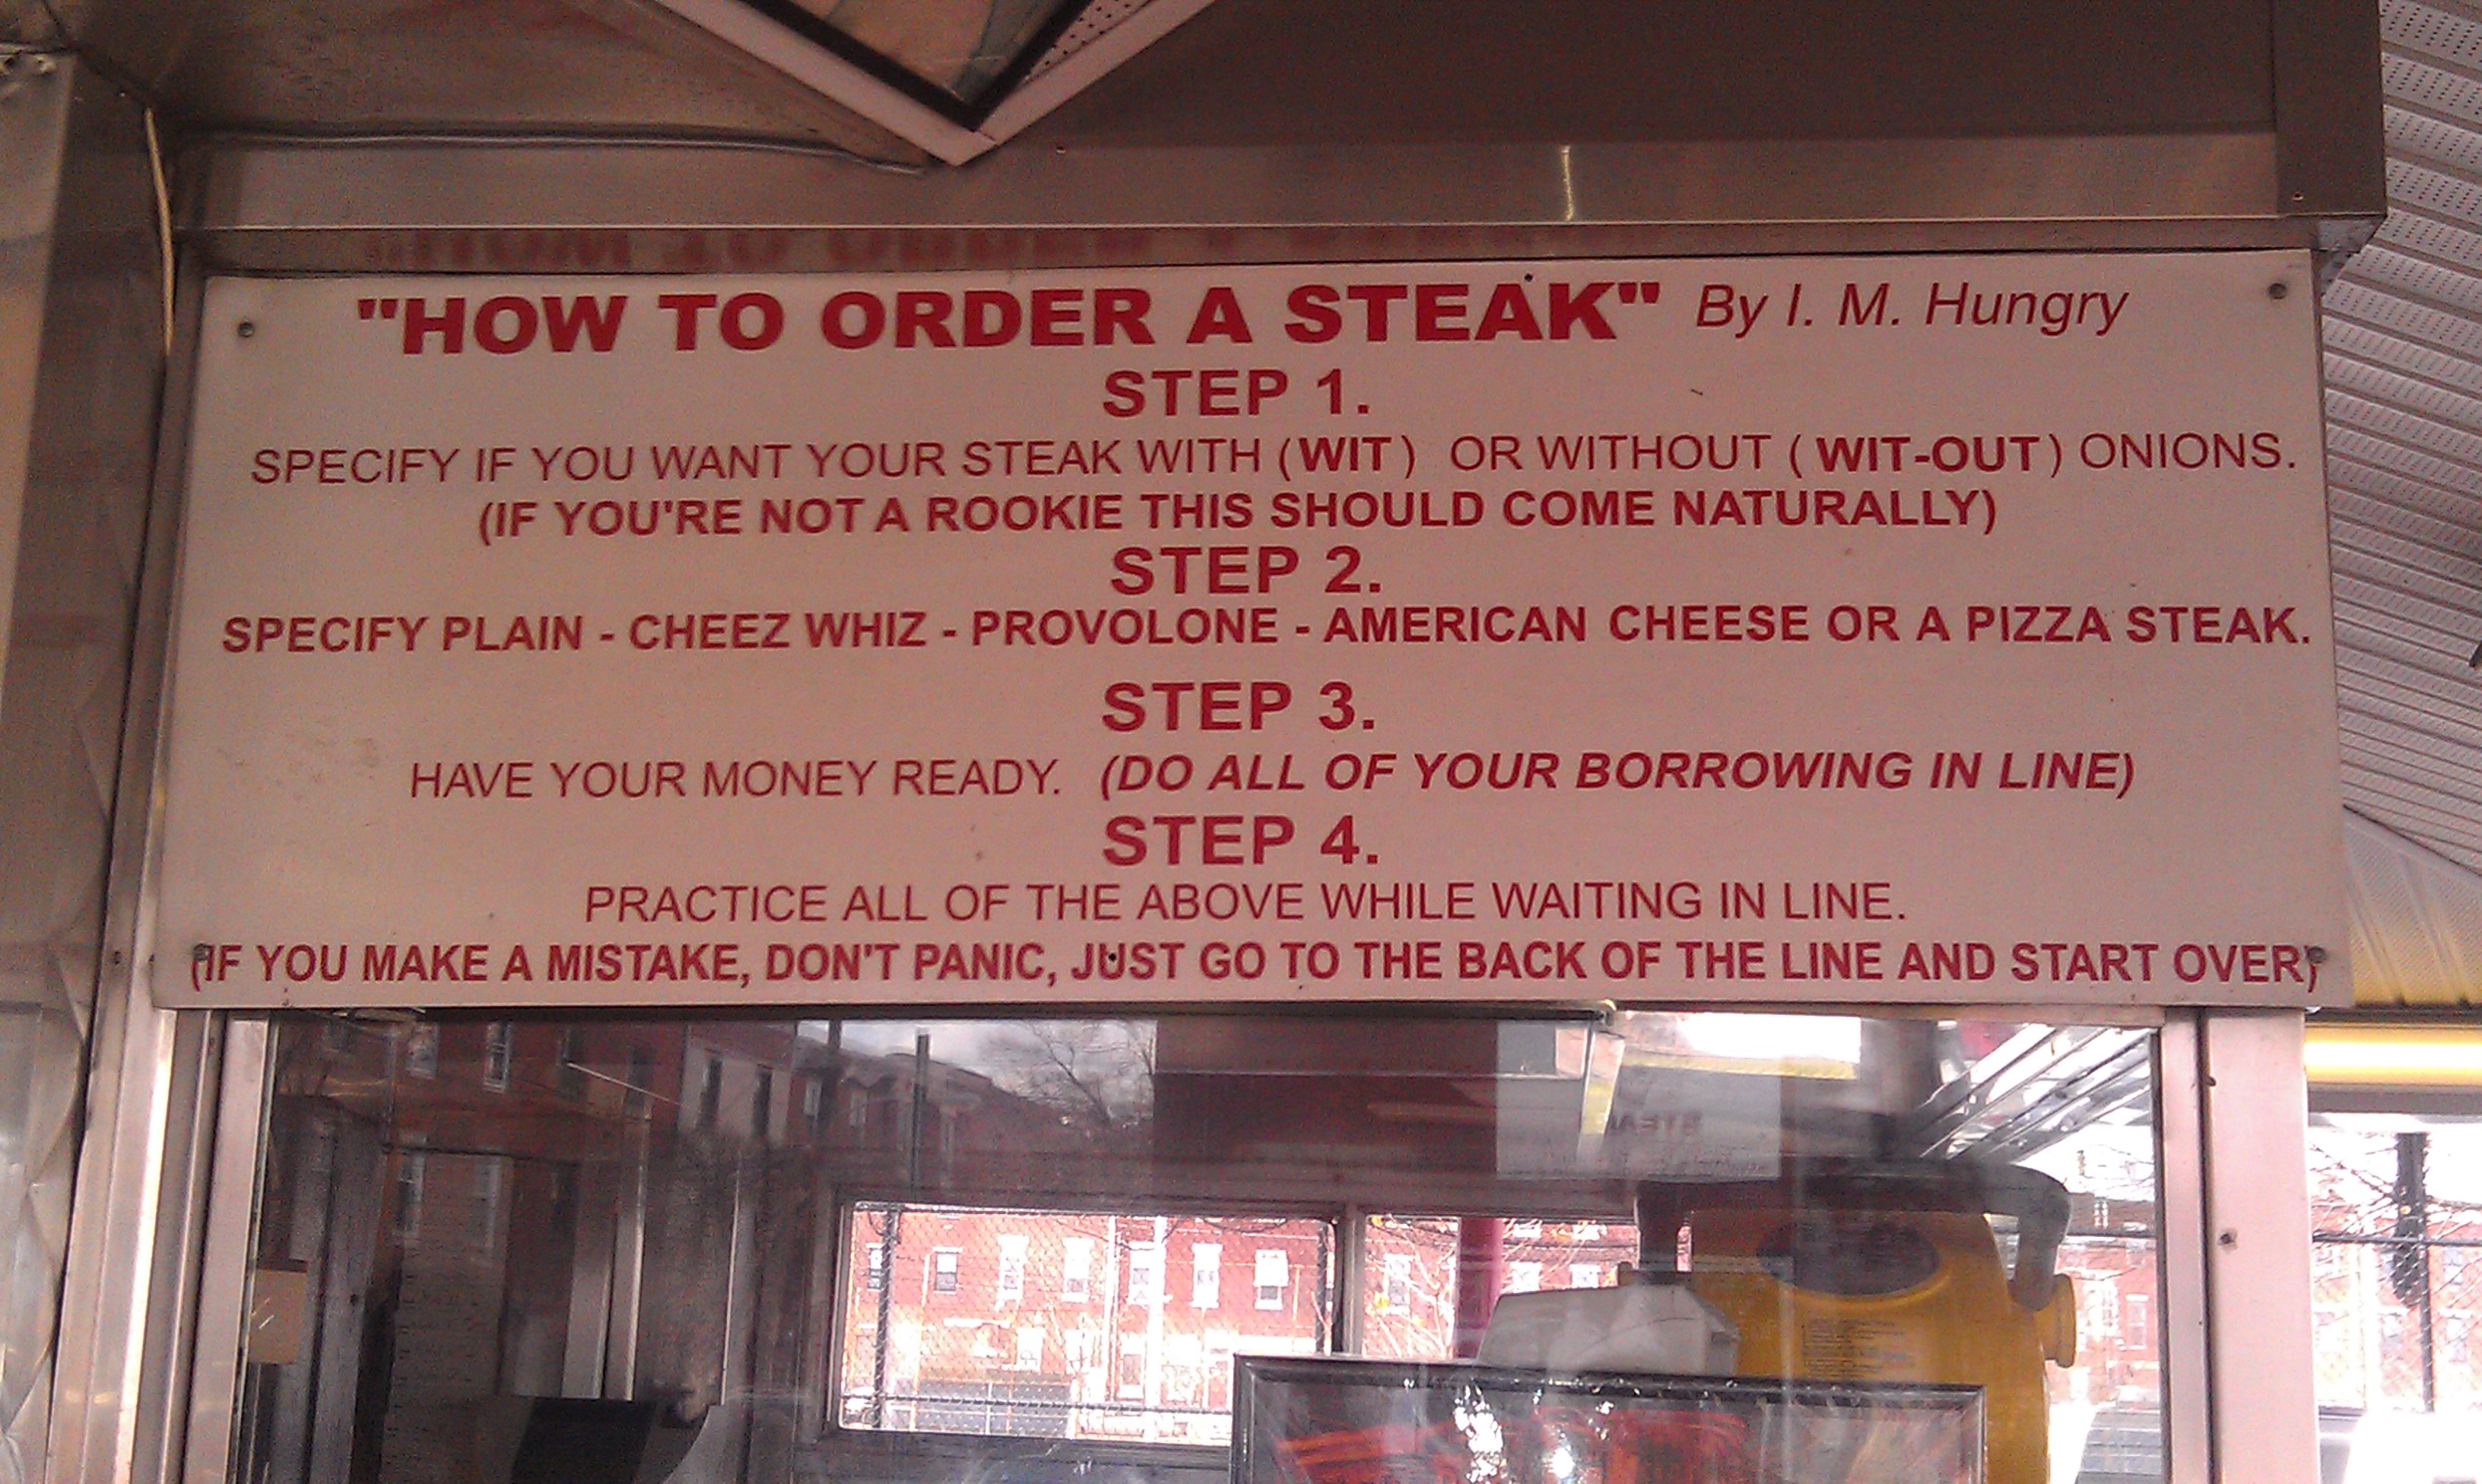 "HOW TO ORDER A STEAK" By I. M. Hungry
STEP 1.
SPECIFY IF YOU WANT YOUR STEAK WITH (WIT) OR WITHOUT (WIT-OUT) ONIONS.
(IF YOU'RE NOT A ROOKIE THIS SHOULD COME NATURALLY)
STEP 2.
SPECIFY PLAIN - CHEEZ WHIZ - PROVOLONE - AMERICAN CHEESE OR A PIZZA STEAK.
STEP 3.
HAVE YOUR MONEY READY. (DO ALL OF YOUR BORROWING IN LINE)
STEP 4.
PRACTICE ALL OF THE ABOVE WHILE WAITING IN LINE.
(IF YOU MAKE A MISTAKE, DON'T PANIC, JUST GO TO THE BACK OF THE LINE AND START OVER)